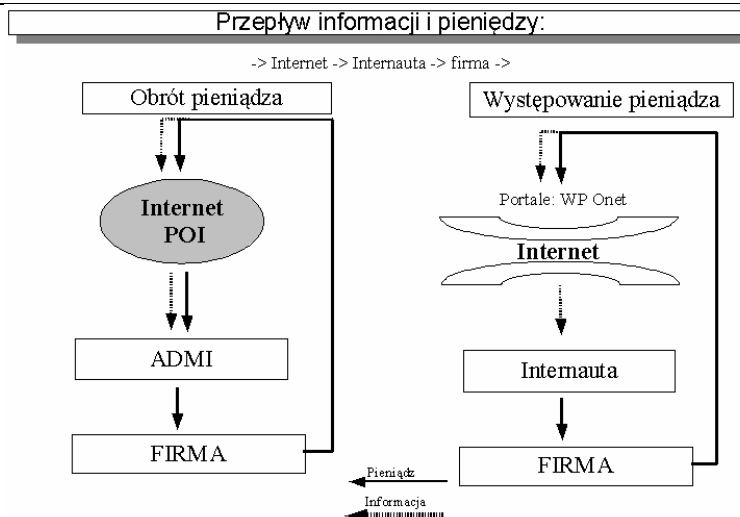 Przepływ informacji i pieniędzy:
-> Internet -> Internauta -> firma ->
Obrót pieniądza
Internet
POI
ADMI
FIRMA
Występowanie pieniądza
Portale: WP Onet
Internet
Internauta
FIRMA
Pieniądz
Informacja